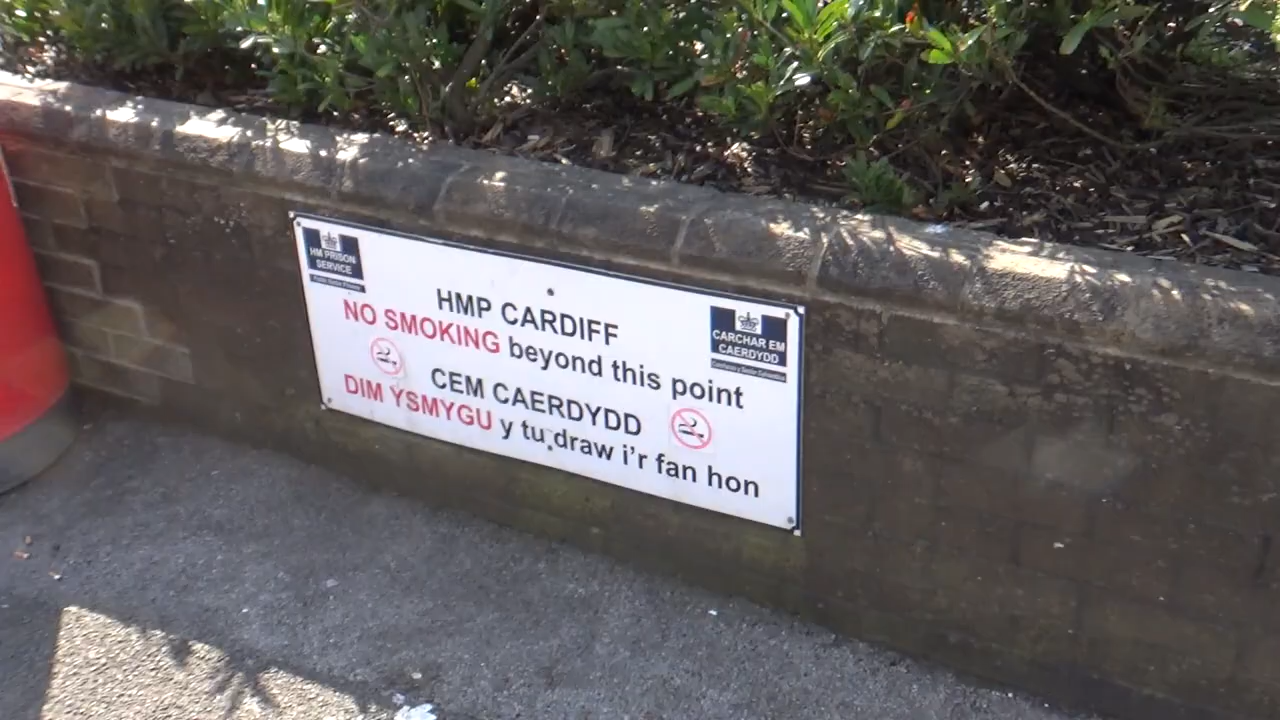 HM PRISON
SERVICE
HMP CARDIFF
NO SMOKING beyond this point
CARCHAR EM
CAERDYDD
CEM CAERDYDD
DIM YSMYGU y tu draw i'r fan hon